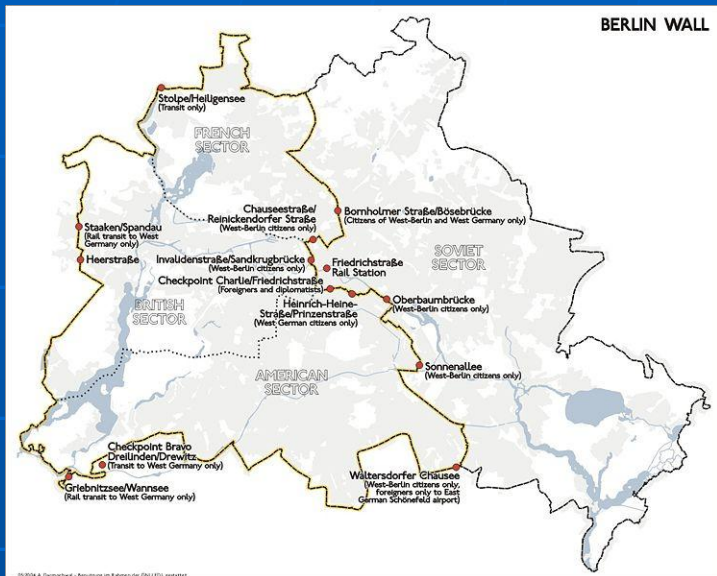 BERLIN WALL
Stolpe/Heiligensee
(Transit only)
FRENCH
SECTOR
Chauseestraße/
Reinickendorfer Straße
(West-Berlin citizens only)
Bornholmer Straße/Bösebrücke
(Citizens of West-Berlin and West Germany only)
Staaken/Spandau
(Rail transit to West
Germany only)
Heerstraße
Invalidenstraße/Sandkrugbrücke
(West-Berlin citizens only)
Friedrichstraße
Rail Station
SOVIET
SECTOR
Checkpoint Charlie/Friedrichstraße
(Foreigners and diplomatists)
BRITISH
SECTOR
Heinrich-Heine-
Straße/Prinzenstraße
(West German citizens only)
Oberbaumbrücke
(West-Berlin citizens only)
AMERICAN
SECTOR
Sonnenallee
(West-Berlin citizens only)
Checkpoint Bravo
Dreilinden/Drewitz
(Transit to West Germany only)
Griebnitzsee/Wannsee
(Rail transit to West Germany only)
Waltersdorfer Chausee
(West-Berlin citizens only,
foreigners only to East
German Schönefeld airport)